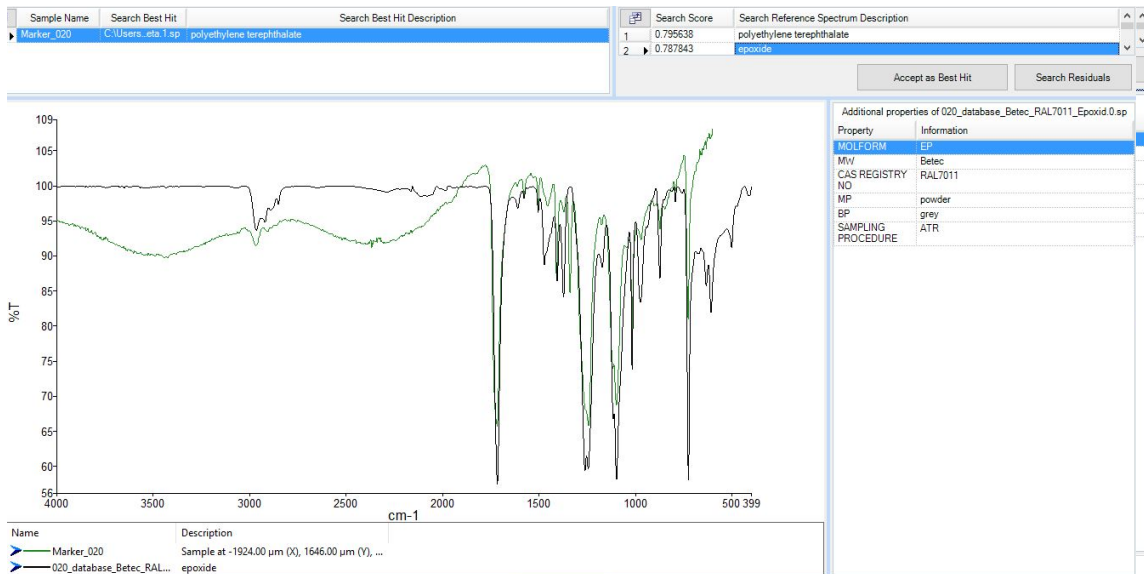 Sample Name Search Best Hit Search Best Hit Description
Marker_020 C:\Users..eta.1.sp polyethylene terephthalate
Search Score Search Reference Spectrum Description
1 0.795638 polyethylene terephthalate
2 0.787843 epoxide
Accept as Best Hit Search Residuals
Additional properties of 020_database_Betec_RAL7011_Epoxid.0.sp
Property Information
MOLFORM EP
MW Betec
CAS REGISTRY NO RAL7011
MP powder
BP grey
SAMPLING PROCEDURE ATR
109
105
100
95
90
85
80
75
70
65
60
56
%T
4000 3500 3000 2500 2000 1500 1000 500 399
cm-1
Name Description
Marker_020 Sample at -1924.00 µm (X), 1646.00 µm (Y), ...
020_database_Betec_RAL... epoxide